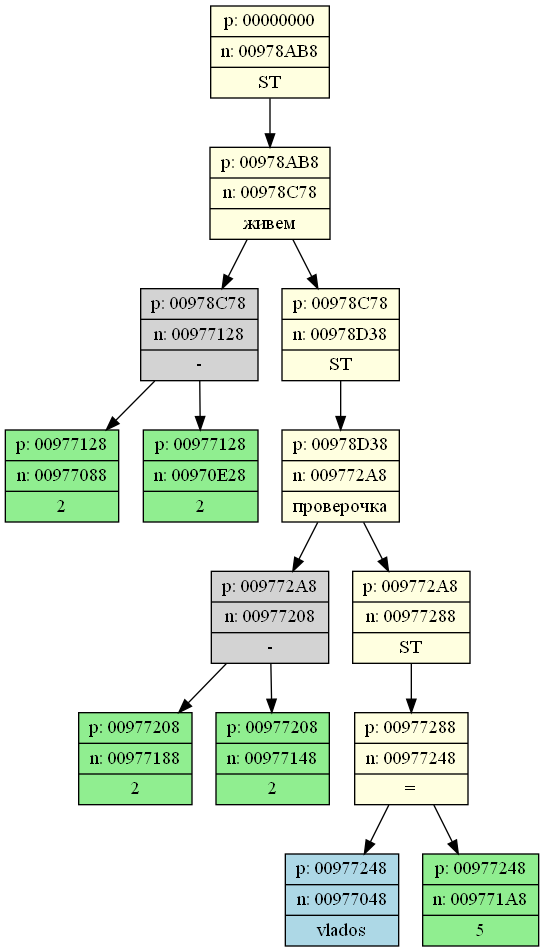 p: 00000000
n: 00978AB8
ST
p: 00978AB8
n: 00978C78
живем
p: 00978C78
n: 00977128
-
p: 00978C78
n: 00978D38
ST
p: 00977128
n: 00977088
2
p: 00977128
n: 00970E28
2
p: 00978D38
n: 009772A8
проверочка
p: 009772A8
n: 00977208
-
p: 009772A8
n: 00977288
ST
p: 00977208
n: 00977188
2
p: 00977208
n: 00977148
2
p: 00977288
n: 00977248
=
p: 00977248
n: 00977048
vlados
p: 00977248
n: 009771A8
5